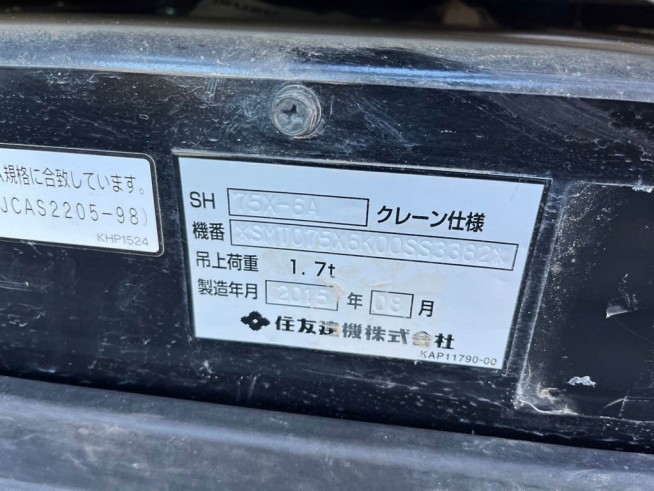 規格に合致しています。
JCAS2205-98)
KHP1524
SH 75X-6A クレーン仕様
機番 *SMT075X6K00SS3382*
吊上荷重 1.7t
製造年月 2015 年 08 月
住友建機株式会社
KAP11790-00